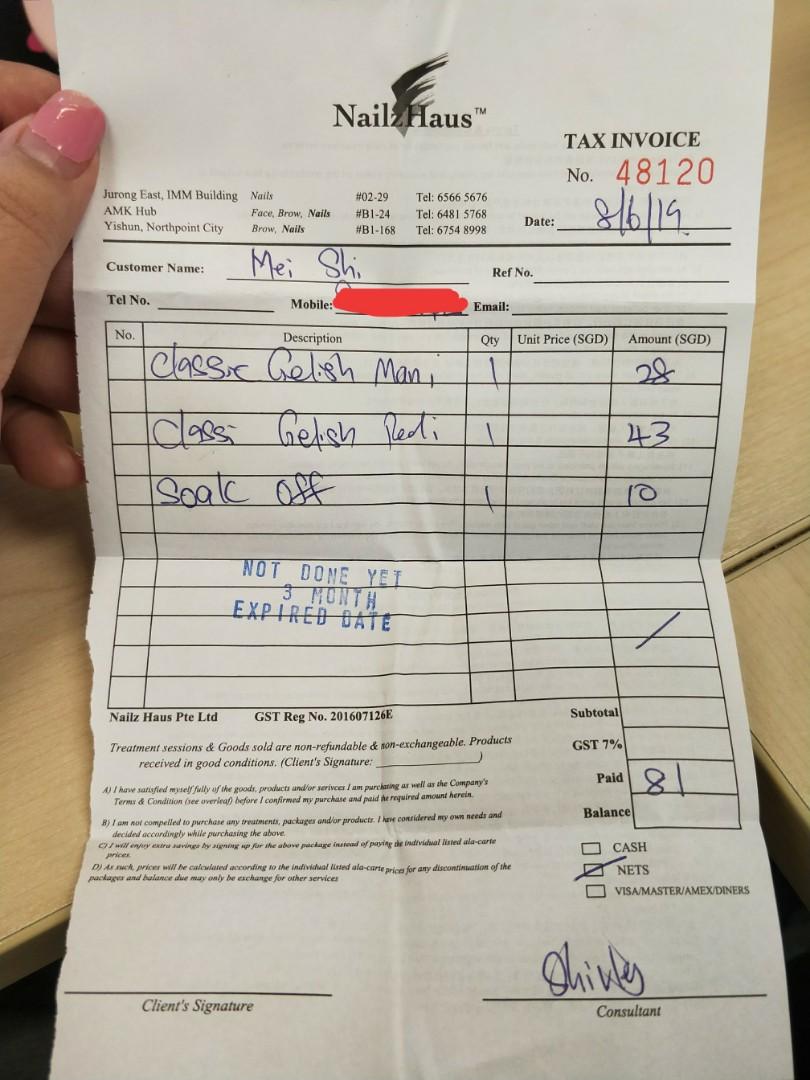 NailzHaus™
TAX INVOICE
No. 48120
Jurong East, IMM Building Nails #02-29 Tel: 6566 5676
AMK Hub Face, Brow, Nails #B1-24 Tel: 6481 5768
Yishun, Northpoint City Brow, Nails #B1-168 Tel: 6754 8998
Date: 8/6/19
Customer Name: Mei Shi Ref No.
Tel No. Mobile: Email:
No. Description Qty Unit Price (SGD) Amount (SGD)
Classic Gelish Mani 1 28
Classi Gelish Pedi 1 43
Soak Off 1 10
NOT DONE YET
3 MONTH
EXPIRED DATE
Nailz Haus Pte Ltd GST Reg No. 201607126E Subtotal
Treatment sessions & Goods sold are non-refundable & non-exchangeable. Products
received in good conditions. (Client's Signature: )
GST 7%
Paid 81
Balance
A) I have satisfied myself fully of the goods, products and/or serivces I am purchating as well as the Company's
Terms & Condition (see overleaf) before I confirmed my purchase and paid the required amount herein.
B) I am not compelled to purchase any treatments, packages and/or products. I have considered my own needs and
decided accordingly while purchasing the above.
C) I will enjoy extra savings by signing up for the above package instead of paying the individual listed ala-carte
prices.
D) As such, prices will be calculated according to the individual listed ala-carte prices for any discontinuation of the
packages and balance due may only be exchange for other services
CASH
NETS
VISA/MASTER/AMEX/DINERS
Shirley
Client's Signature Consultant